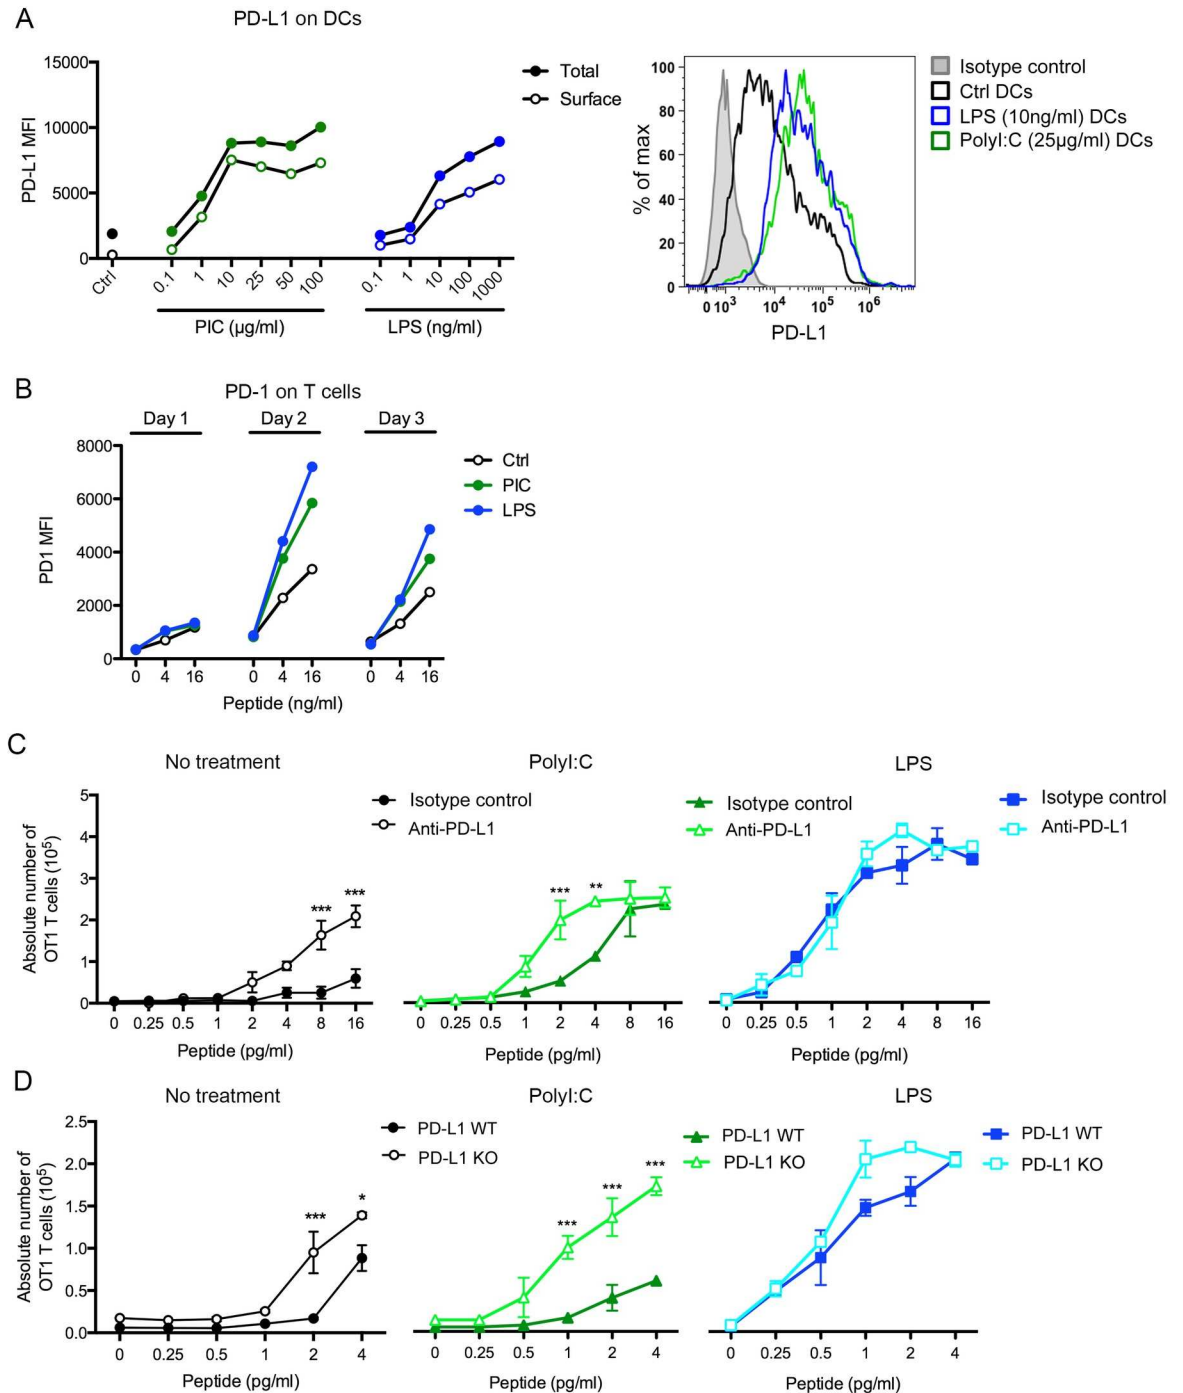 A
PD-L1 on DCs
PD-L1 MFI
15000
10000
5000
0
Total
Surface
Ctrl
0.1 1 10 25 50 100
0.1 1 10 100 1000
PIC (µg/ml)
LPS (ng/ml)
% of max
100
80
60
40
20
0
0 10³ 10⁴ 10⁵ 10⁶
PD-L1
Isotype control
Ctrl DCs
LPS (10ng/ml) DCs
PolyI:C (25µg/ml) DCs
B
PD-1 on T cells
Day 1 Day 2 Day 3
PD1 MFI
8000
6000
4000
2000
0
Ctrl
PIC
LPS
0 4 16 0 4 16 0 4 16
Peptide (ng/ml)
C
No treatment
Absolute number of
OT1 T cells (10⁵)
5
4
3
2
1
0
Isotype control
Anti-PD-L1
*** ***
0 0.25 0.5 1 2 4 8 16
Peptide (pg/ml)
PolyI:C
Isotype control
Anti-PD-L1
*** **
0 0.25 0.5 1 2 4 8 16
Peptide (pg/ml)
LPS
Isotype control
Anti-PD-L1
0 0.25 0.5 1 2 4 8 16
Peptide (pg/ml)
D
No treatment
Absolute number of
OT1 T cells (10⁵)
2.5
2.0
1.5
1.0
0.5
0.0
PD-L1 WT
PD-L1 KO
*** *
0 0.25 0.5 1 2 4
Peptide (pg/ml)
PolyI:C
PD-L1 WT
PD-L1 KO
*** *** ***
0 0.25 0.5 1 2 4
Peptide (pg/ml)
LPS
PD-L1 WT
PD-L1 KO
0 0.25 0.5 1 2 4
Peptide (pg/ml)